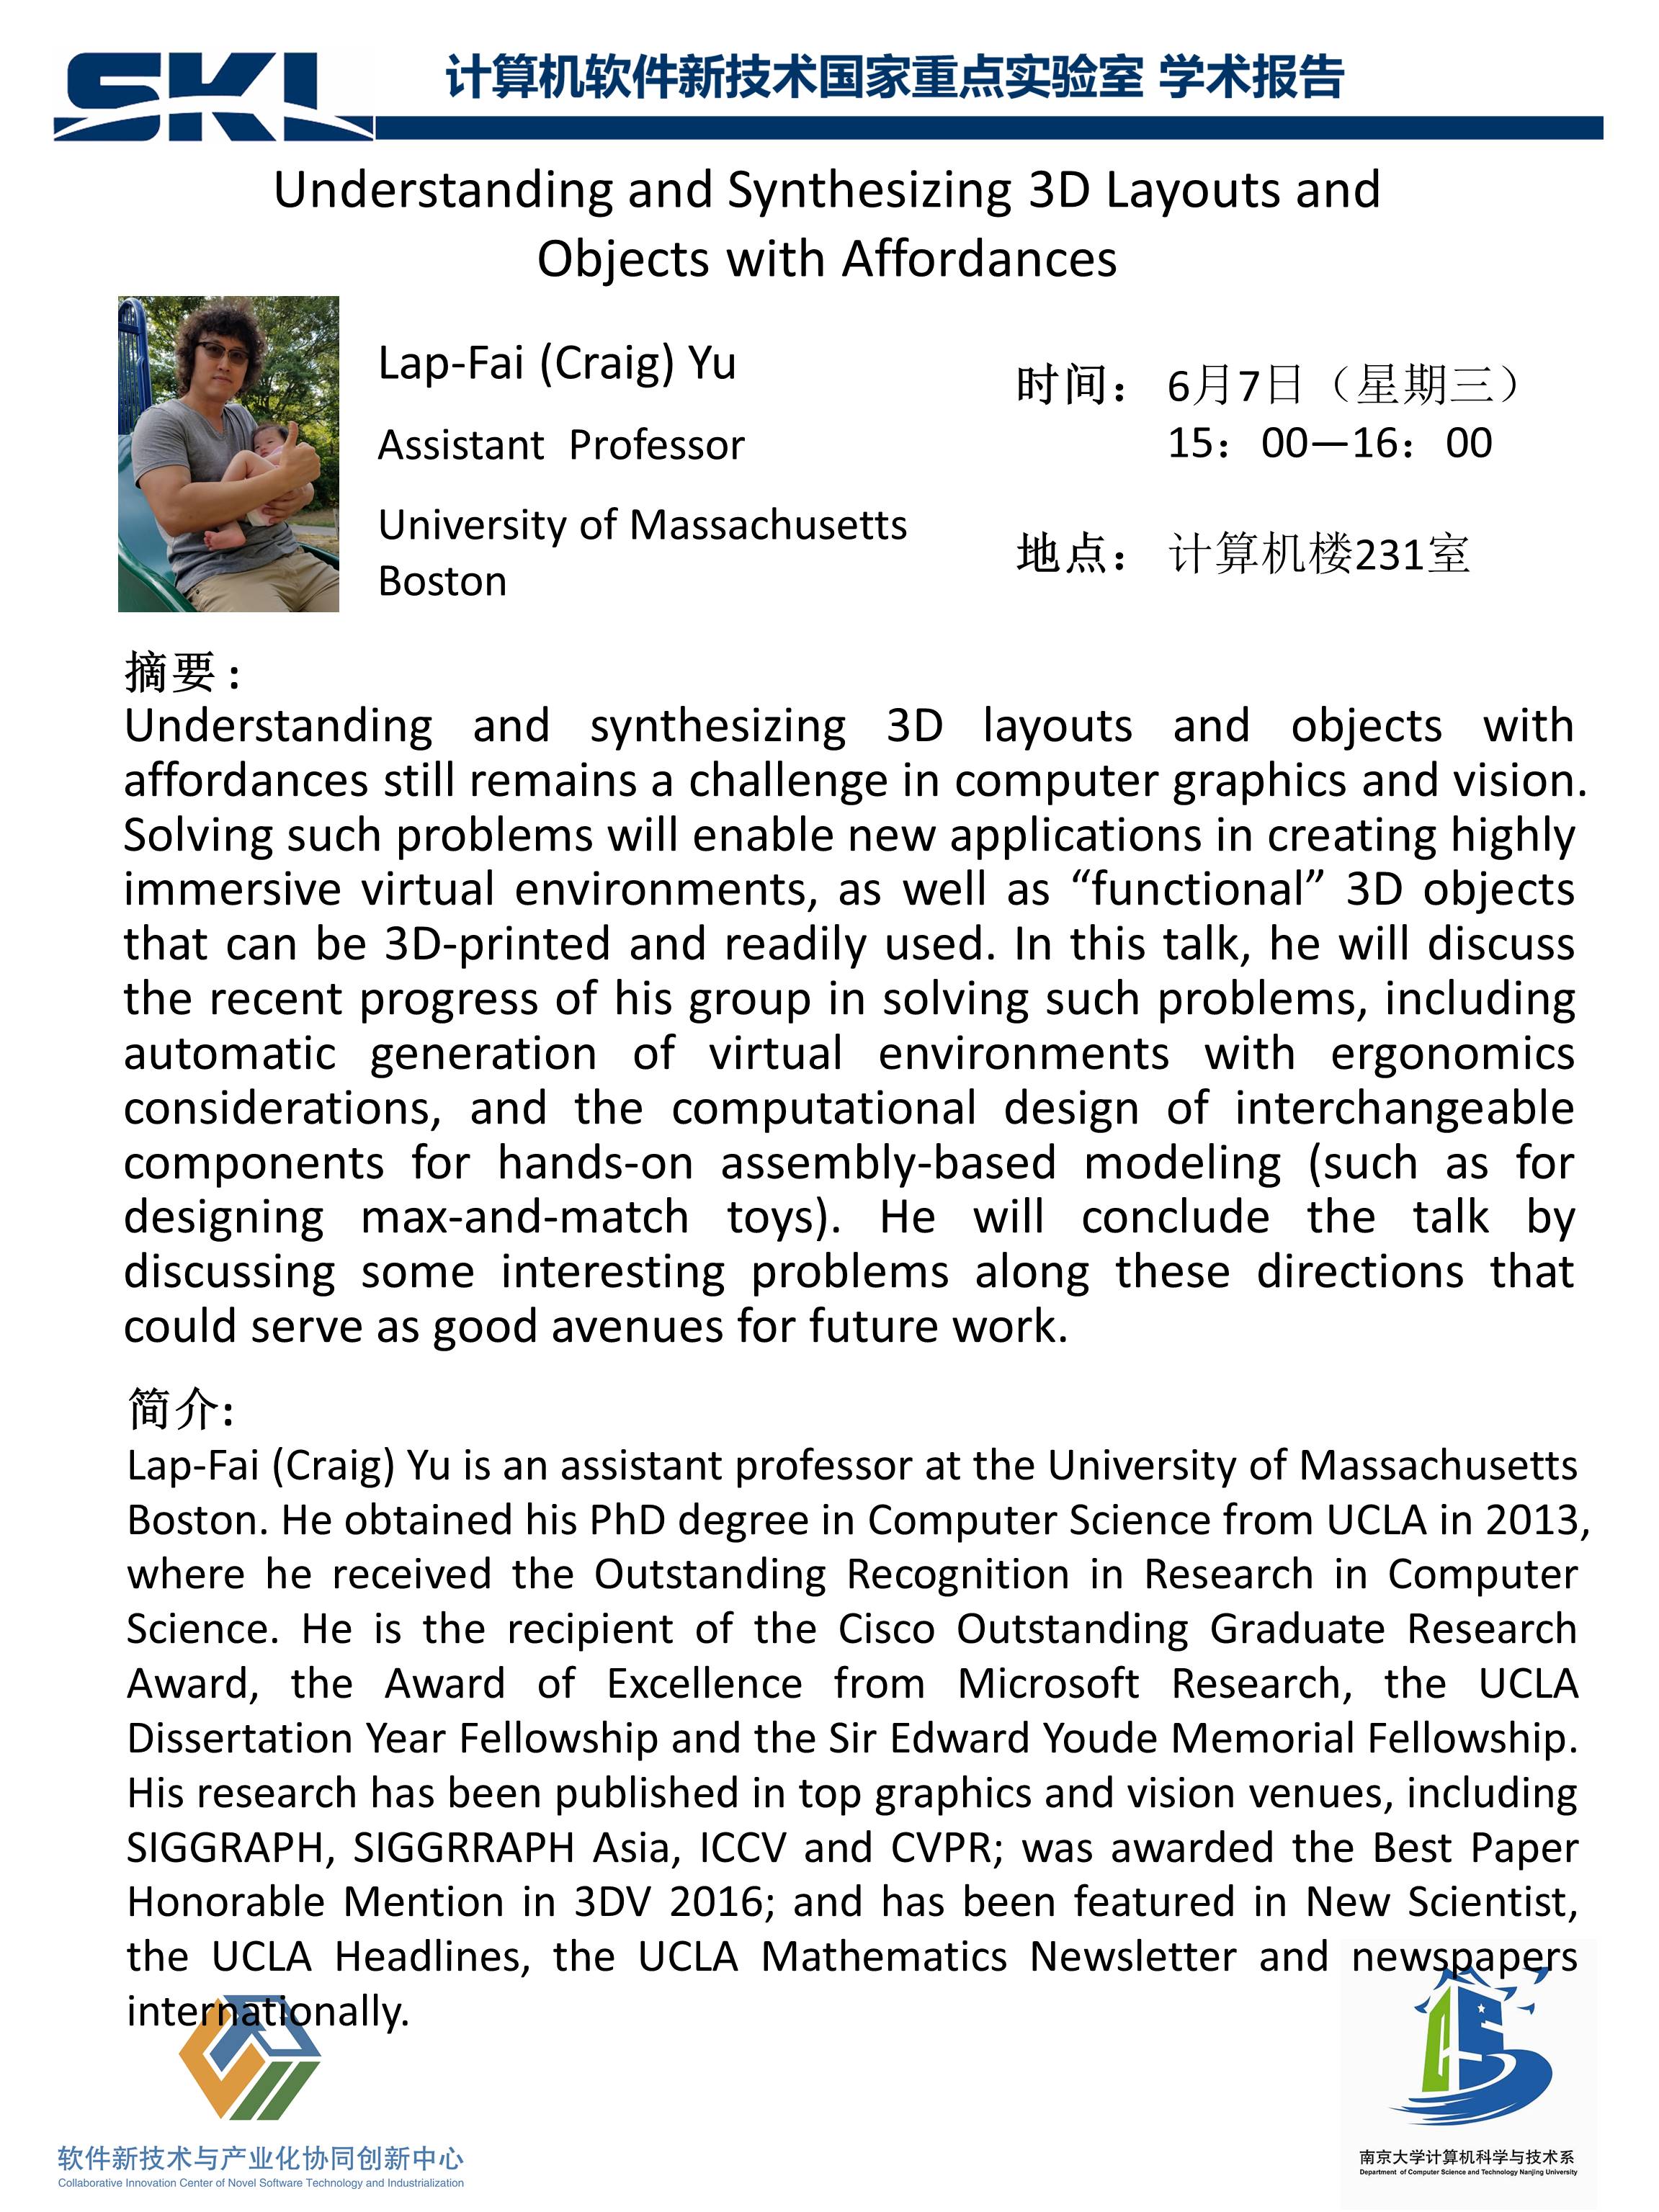 SKL
计算机软件新技术国家重点实验室 学术报告
Understanding and Synthesizing 3D Layouts and
Objects with Affordances
Lap-Fai (Craig) Yu
Assistant Professor
University of Massachusetts
Boston
时间： 6月7日（星期三）
15：00—16：00
地点： 计算机楼231室
摘要 :
Understanding and synthesizing 3D layouts and objects with
affordances still remains a challenge in computer graphics and vision.
Solving such problems will enable new applications in creating highly
immersive virtual environments, as well as “functional” 3D objects
that can be 3D-printed and readily used. In this talk, he will discuss
the recent progress of his group in solving such problems, including
automatic generation of virtual environments with ergonomics
considerations, and the computational design of interchangeable
components for hands-on assembly-based modeling (such as for
designing max-and-match toys). He will conclude the talk by
discussing some interesting problems along these directions that
could serve as good avenues for future work.
简介:
Lap-Fai (Craig) Yu is an assistant professor at the University of Massachusetts
Boston. He obtained his PhD degree in Computer Science from UCLA in 2013,
where he received the Outstanding Recognition in Research in Computer
Science. He is the recipient of the Cisco Outstanding Graduate Research
Award, the Award of Excellence from Microsoft Research, the UCLA
Dissertation Year Fellowship and the Sir Edward Youde Memorial Fellowship.
His research has been published in top graphics and vision venues, including
SIGGRAPH, SIGGRRAPH Asia, ICCV and CVPR; was awarded the Best Paper
Honorable Mention in 3DV 2016; and has been featured in New Scientist,
the UCLA Headlines, the UCLA Mathematics Newsletter and newspapers
internationally.
软件新技术与产业化协同创新中心
Collaborative Innovation Center of Novel Software Technology and Industrialization
南京大学计算机科学与技术系
Department of Computer Science and Technology Nanjing University